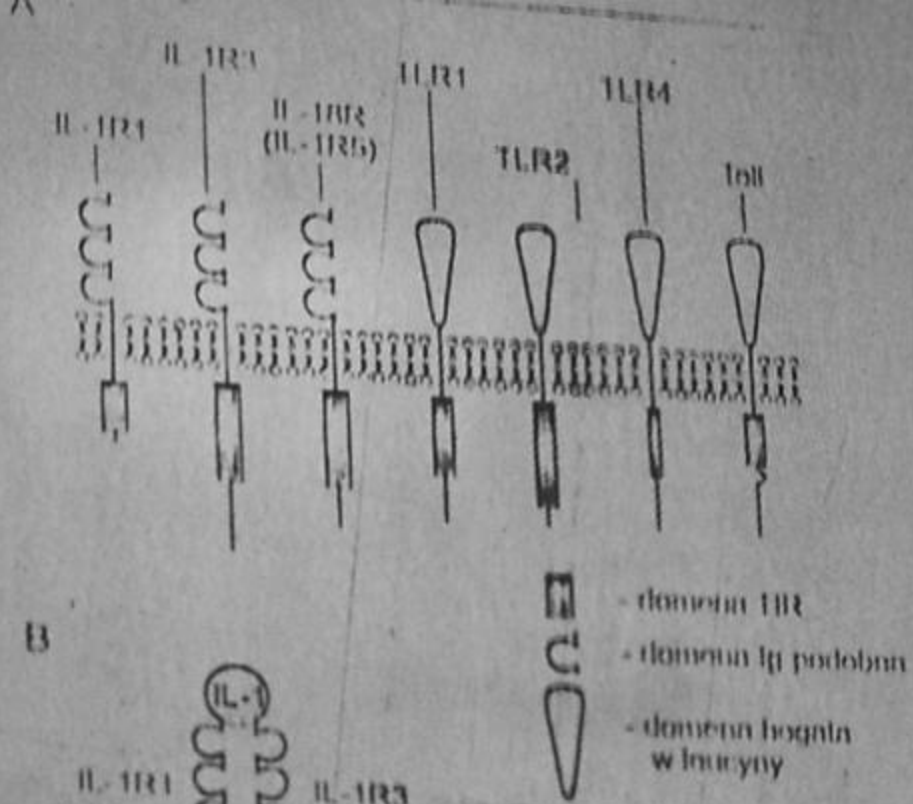 A
IL-1R1
IL-1R3
IL-18R
(IL-1R5)
TLR1
TLR2
TLR4
Toll
- domena TIR
- domena Ig podobna
- domena bogata
w leucyny
B
IL-1
IL-1R1
IL-1R3